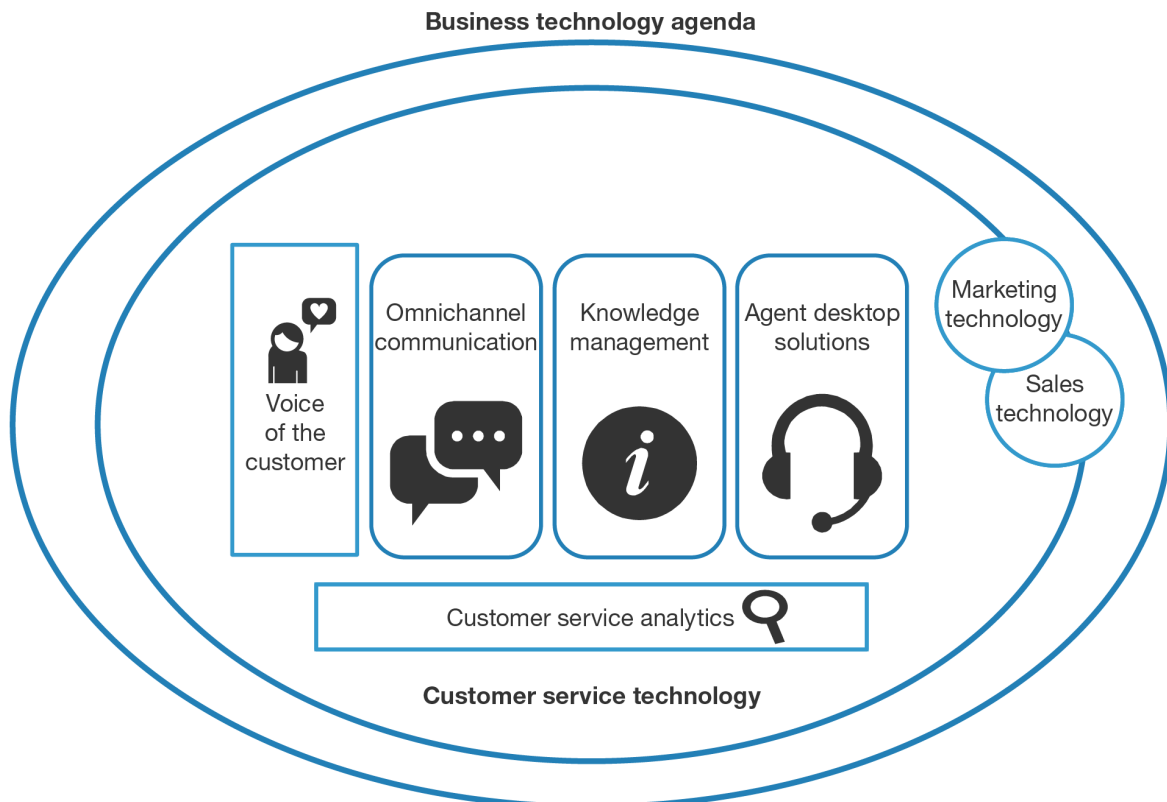 Business technology agenda
Voice
of the
customer
Omnichannel
communication
Knowledge
management
Agent desktop
solutions
Marketing
technology
Sales
technology
Customer service analytics
Customer service technology